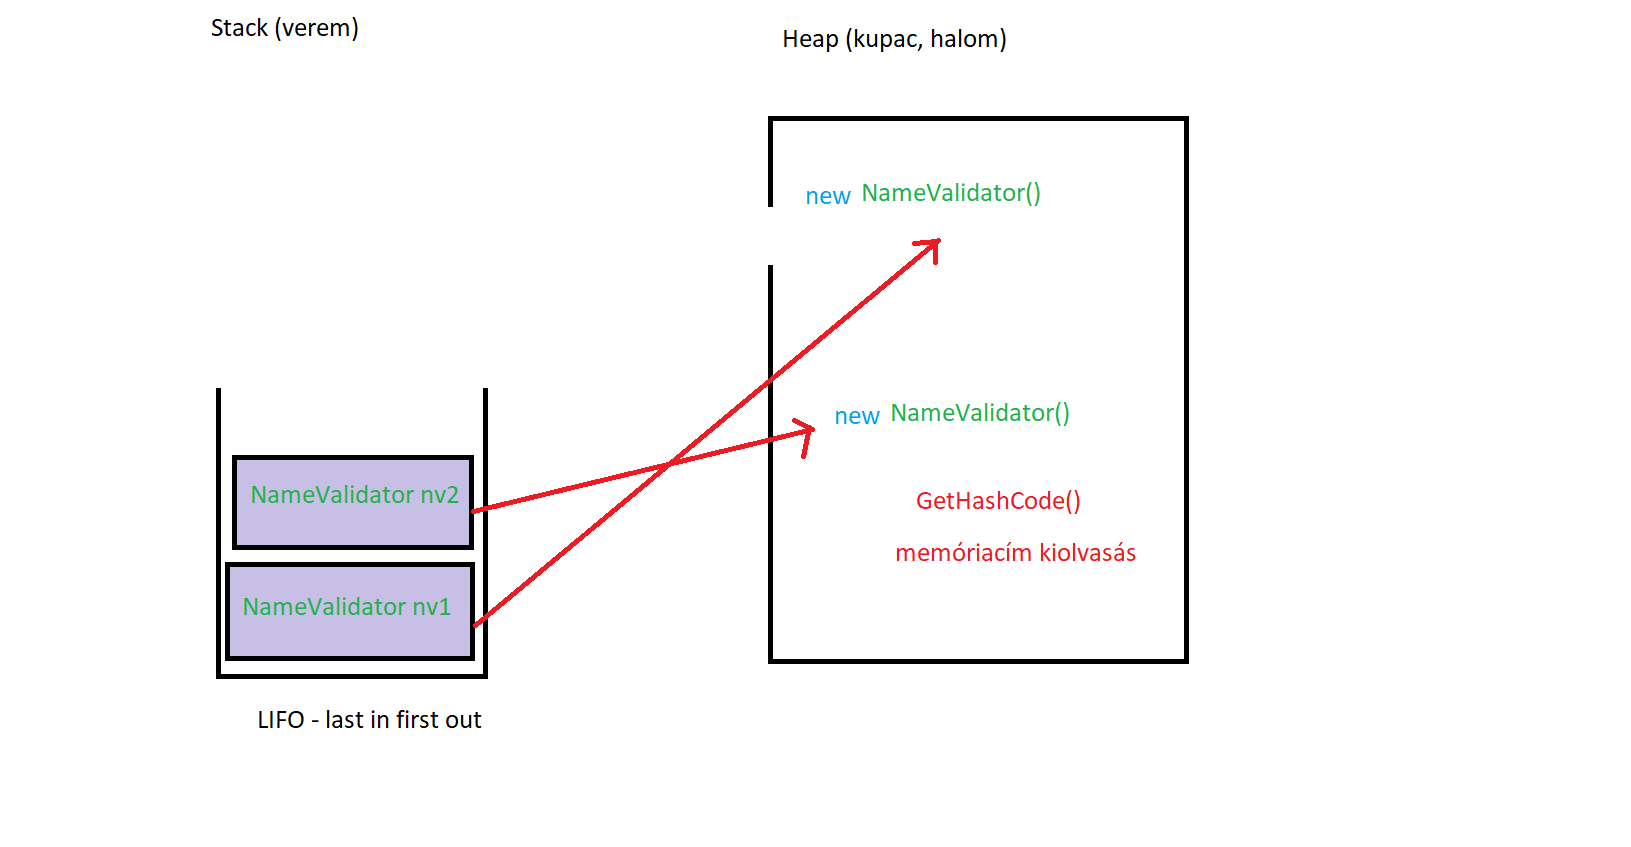 Stack (verem)
Heap (kupac, halom)
new NameValidator()
new NameValidator()
NameValidator nv2
GetHashCode()
memóriacím kiolvasás
NameValidator nv1
LIFO - last in first out